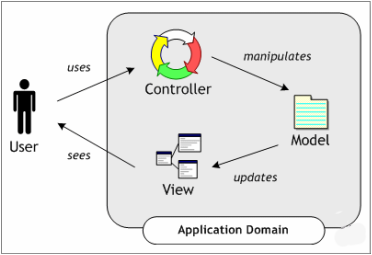 uses
manipulates
Controller
User
Model
sees
updates
View
Application Domain